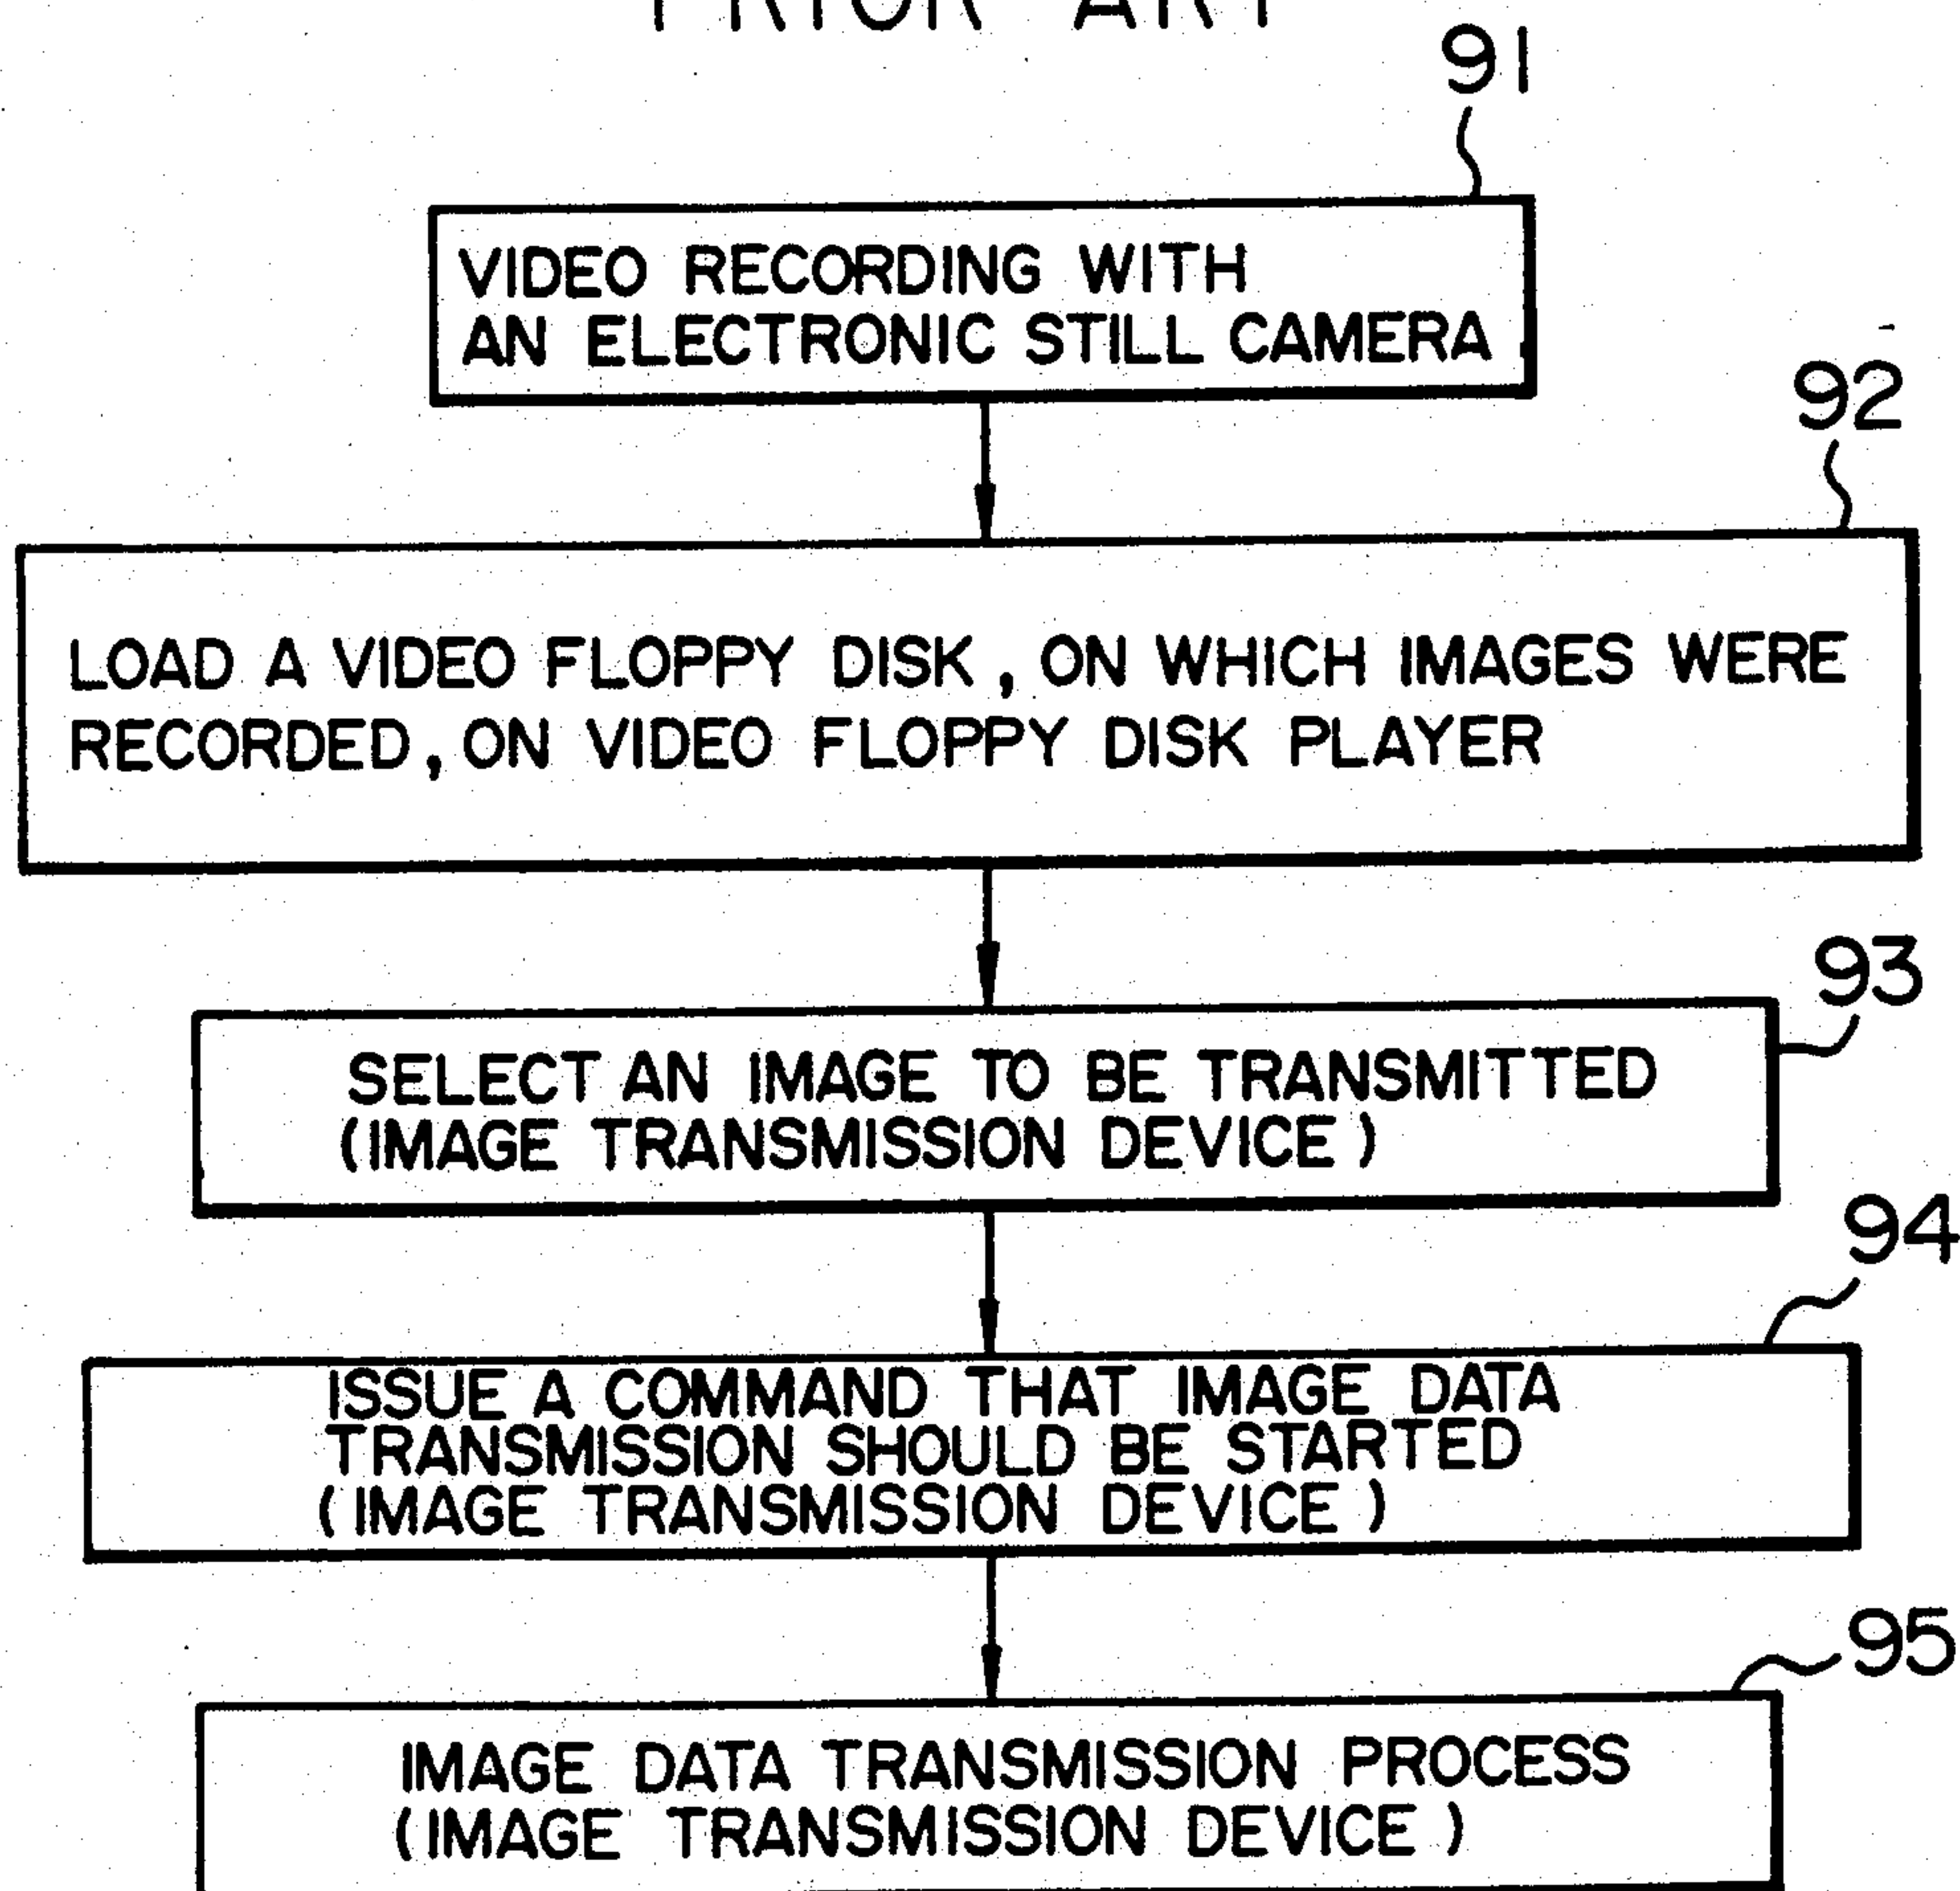 PRIOR ART
91
VIDEO RECORDING WITH
AN ELECTRONIC STILL CAMERA
92
LOAD A VIDEO FLOPPY DISK, ON WHICH IMAGES WERE
RECORDED, ON VIDEO FLOPPY DISK PLAYER
93
SELECT AN IMAGE TO BE TRANSMITTED
(IMAGE TRANSMISSION DEVICE)
94
ISSUE A COMMAND THAT IMAGE DATA
TRANSMISSION SHOULD BE STARTED
(IMAGE TRANSMISSION DEVICE)
95
IMAGE DATA TRANSMISSION PROCESS
(IMAGE TRANSMISSION DEVICE)